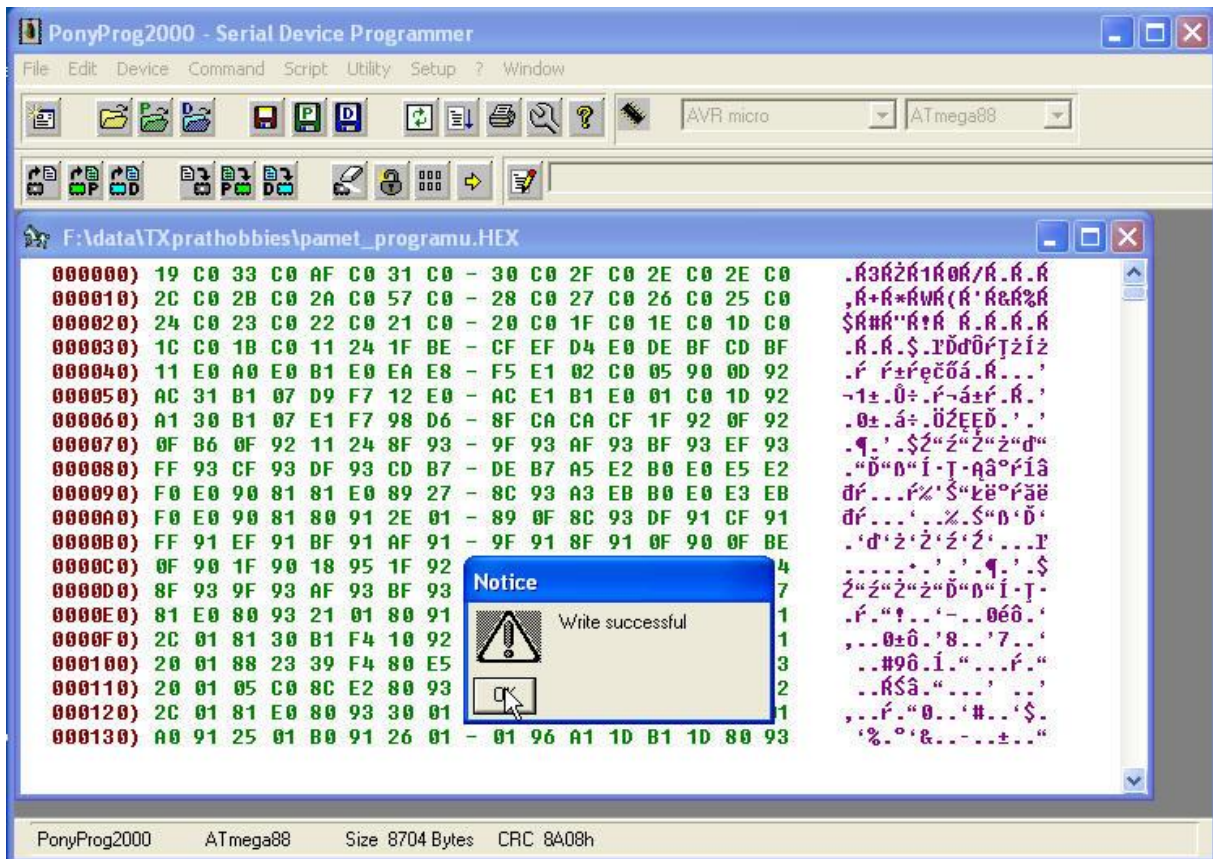 PonyProg2000 - Serial Device Programmer
File Edit Device Command Script Utility Setup ? Window
AVR micro ATmega88
F:\data\TXprathobbies\pamet_programu.HEX
000000) 19 C0 33 C0 AF C0 31 C0 - 30 C0 2F C0 2E C0 2E C0
000010) 2C C0 2B C0 2A C0 57 C0 - 28 C0 27 C0 26 C0 25 C0
000020) 24 C0 23 C0 22 C0 21 C0 - 20 C0 1F C0 1E C0 1D C0
000030) 1C C0 1B C0 11 24 1F BE - CF EF D4 E0 DE BF CD BF
000040) 11 E0 A0 E0 B1 E0 EA E8 - F5 E1 02 C0 05 90 0D 92
000050) AC 31 B1 07 D9 F7 12 E0 - AC E1 B1 E0 01 C0 1D 92
000060) A1 30 B1 07 E1 F7 98 D6 - 8F CA CA CF 1F 92 0F 92
000070) 0F B6 0F 92 11 24 8F 93 - 9F 93 AF 93 BF 93 EF 93
000080) FF 93 CF 93 DF 93 CD B7 - DE B7 A5 E2 B0 E0 E5 E2
000090) F0 E0 90 81 81 E0 89 27 - 8C 93 A3 EB B0 E0 E3 EB
0000A0) F0 E0 90 81 80 91 2E 01 - 89 0F 8C 93 DF 91 CF 91
0000B0) FF 91 EF 91 BF 91 AF 91 - 9F 91 8F 91 0F 90 0F BE
0000C0) 0F 90 1F 90 18 95 1F 92
0000D0) 8F 93 9F 93 AF 93 BF 93
0000E0) 81 E0 80 93 21 01 80 91
0000F0) 2C 01 81 30 B1 F4 10 92
000100) 20 01 88 23 39 F4 80 E5
000110) 20 01 05 C0 8C E2 80 93
000120) 2C 01 81 E0 80 93 30 01
000130) A0 91 25 01 B0 91 26 01 - 01 96 A1 1D B1 1D 80 93
Notice
Write successful
OK
PonyProg2000 ATmega88 Size 8704 Bytes CRC 8A08h